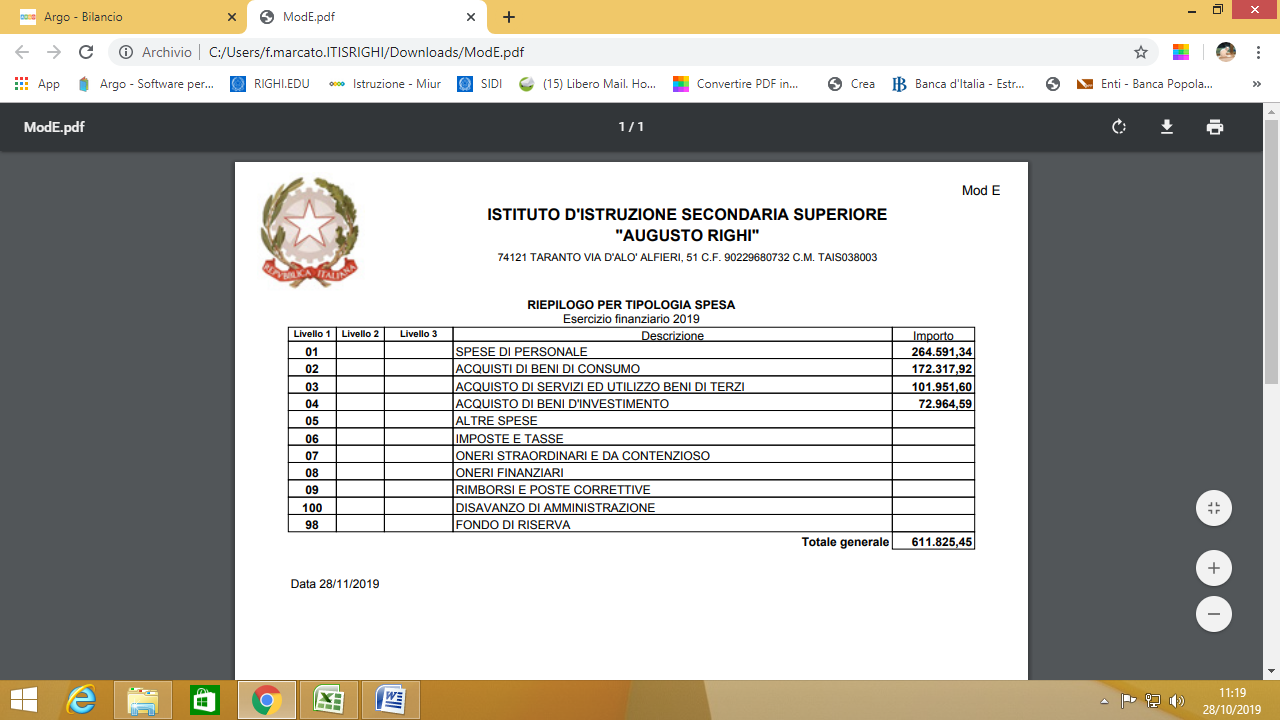 Argo - Bilancio
ModE.pdf
Archivio C:/Users/f.marcato.ITISRIGHI/Downloads/ModE.pdf
App Argo - Software per... RIGHI.EDU Istruzione - Miur SIDI (15) Libero Mail. Ho... Convertire PDF in... Crea Banca d'Italia - Estr... Enti - Banca Popola... »
ModE.pdf 1 / 1
Mod E
ISTITUTO D'ISTRUZIONE SECONDARIA SUPERIORE
"AUGUSTO RIGHI"
74121 TARANTO VIA D'ALO' ALFIERI, 51 C.F. 90229680732 C.M. TAIS038003
REPVBBLICA ITALIANA
RIEPILOGO PER TIPOLOGIA SPESA
Esercizio finanziario 2019
Livello 1 Livello 2 Livello 3 Descrizione Importo
01 SPESE DI PERSONALE 264.591,34
02 ACQUISTI DI BENI DI CONSUMO 172.317,92
03 ACQUISTO DI SERVIZI ED UTILIZZO BENI DI TERZI 101.951,60
04 ACQUISTO DI BENI D'INVESTIMENTO 72.964,59
05 ALTRE SPESE
06 IMPOSTE E TASSE
07 ONERI STRAORDINARI E DA CONTENZIOSO
08 ONERI FINANZIARI
09 RIMBORSI E POSTE CORRETTIVE
100 DISAVANZO DI AMMINISTRAZIONE
98 FONDO DI RISERVA
Totale generale 611.825,45
Data 28/11/2019
11:19
28/10/2019